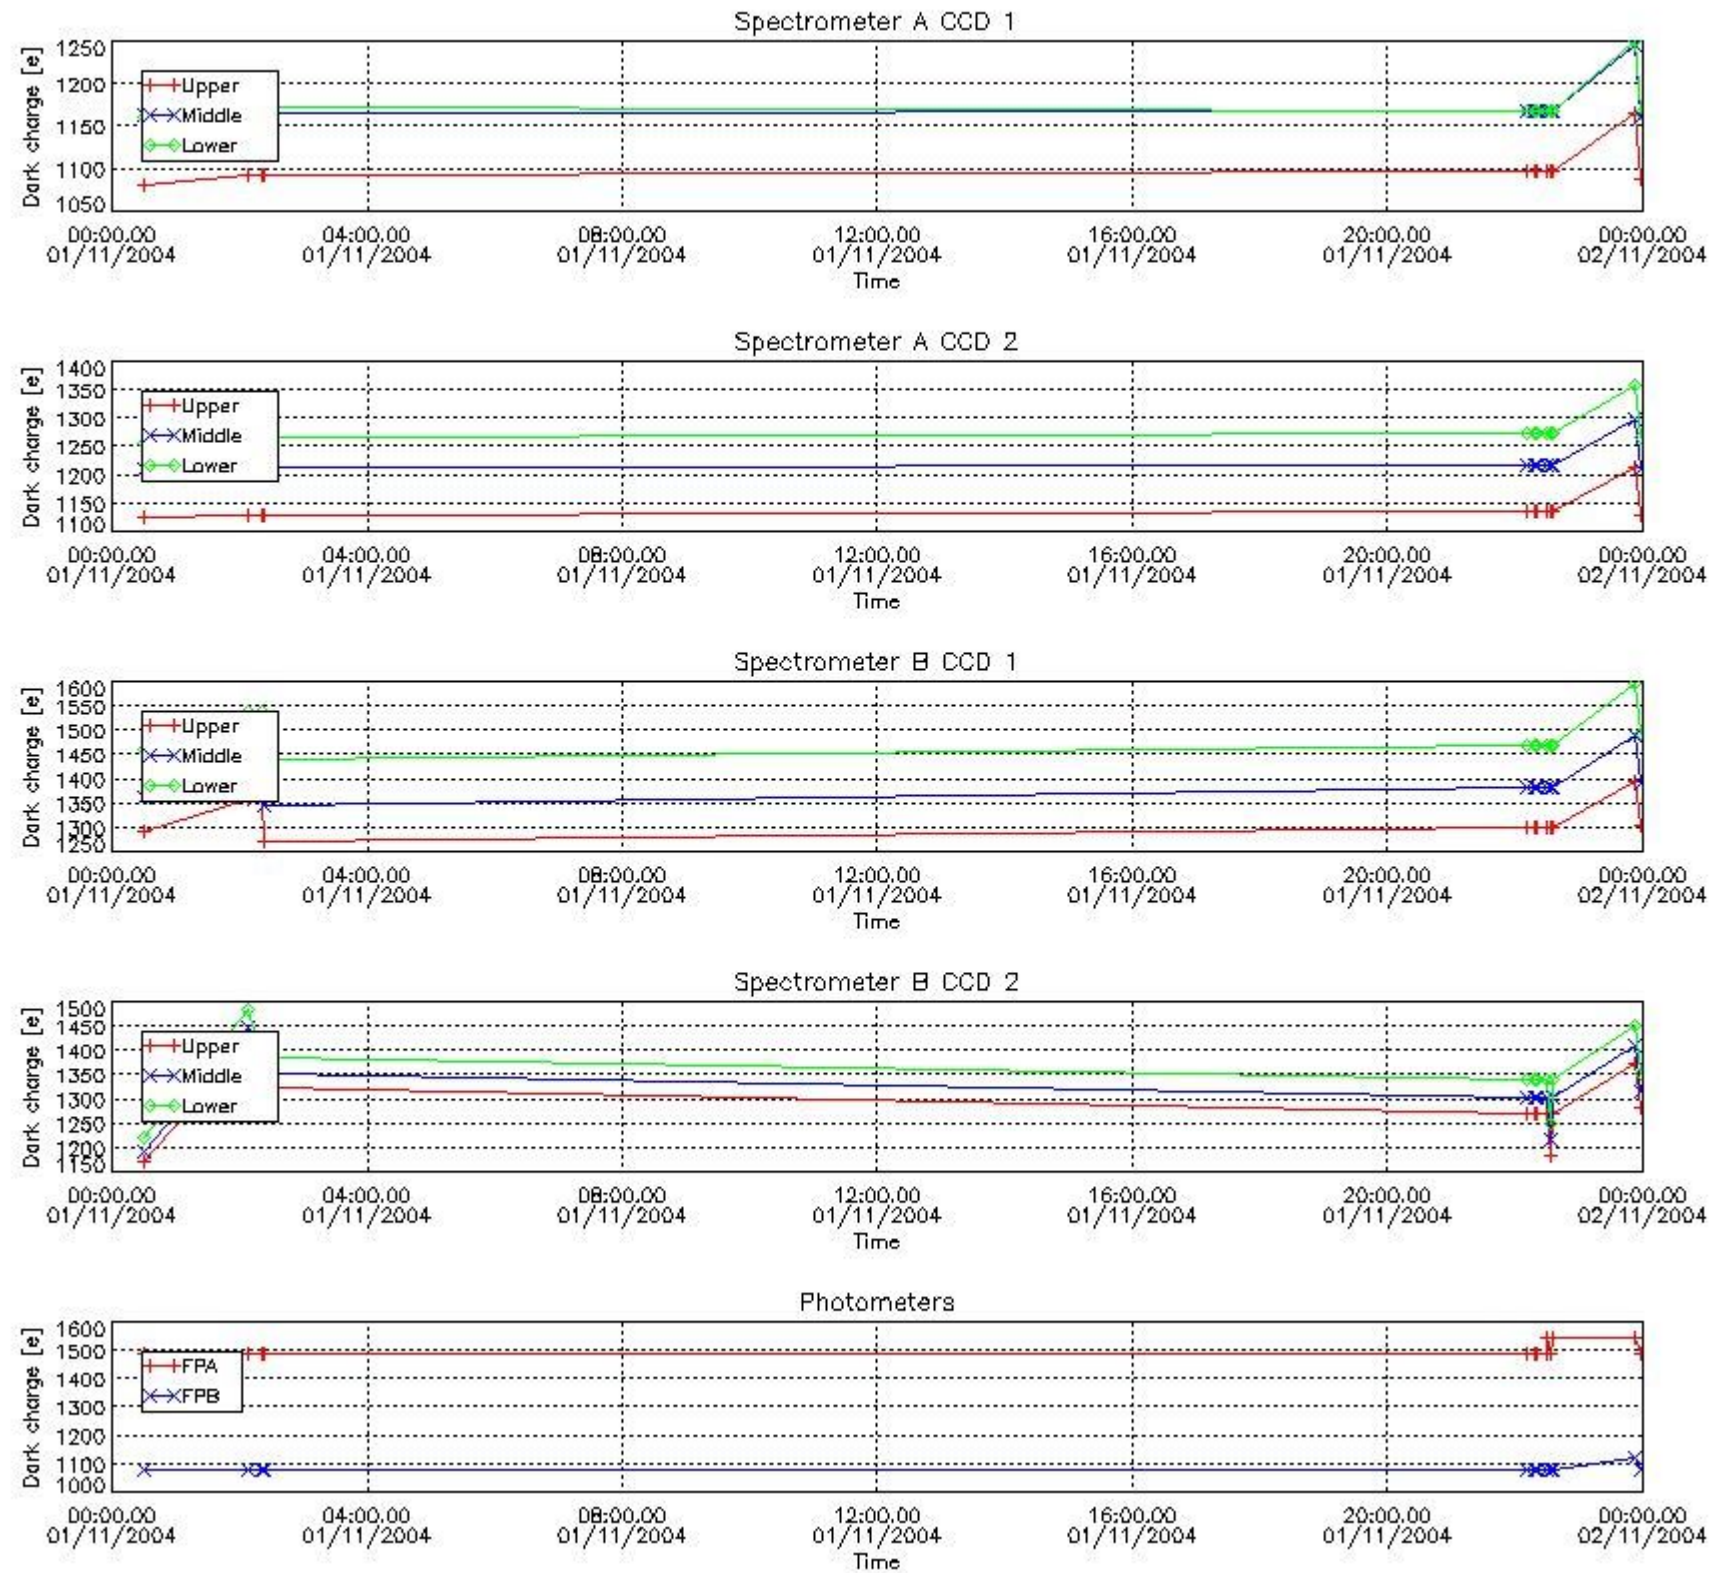 Spectrometer A CCD 1
Dark charge [e]
1250
1200
1150
1100
1050
Upper
Middle
Lower
00:00.00 04:00.00 08:00.00 12:00.00 16:00.00 20:00.00 00:00.00
01/11/2004 01/11/2004 01/11/2004 01/11/2004 01/11/2004 01/11/2004 02/11/2004
Time
Spectrometer A CCD 2
Dark charge [e]
1400
1350
1300
1250
1200
1150
1100
Upper
Middle
Lower
00:00.00 04:00.00 08:00.00 12:00.00 16:00.00 20:00.00 00:00.00
01/11/2004 01/11/2004 01/11/2004 01/11/2004 01/11/2004 01/11/2004 02/11/2004
Time
Spectrometer B CCD 1
Dark charge [e]
1600
1550
1500
1450
1400
1350
1300
1250
Upper
Middle
Lower
00:00.00 04:00.00 08:00.00 12:00.00 16:00.00 20:00.00 00:00.00
01/11/2004 01/11/2004 01/11/2004 01/11/2004 01/11/2004 01/11/2004 02/11/2004
Time
Spectrometer B CCD 2
Dark charge [e]
1500
1450
1400
1350
1300
1250
1200
1150
Upper
Middle
Lower
00:00.00 04:00.00 08:00.00 12:00.00 16:00.00 20:00.00 00:00.00
01/11/2004 01/11/2004 01/11/2004 01/11/2004 01/11/2004 01/11/2004 02/11/2004
Time
Photometers
Dark charge [e]
1600
1500
1400
1300
1200
1100
1000
FPA
FPB
00:00.00 04:00.00 08:00.00 12:00.00 16:00.00 20:00.00 00:00.00
01/11/2004 01/11/2004 01/11/2004 01/11/2004 01/11/2004 01/11/2004 02/11/2004
Time